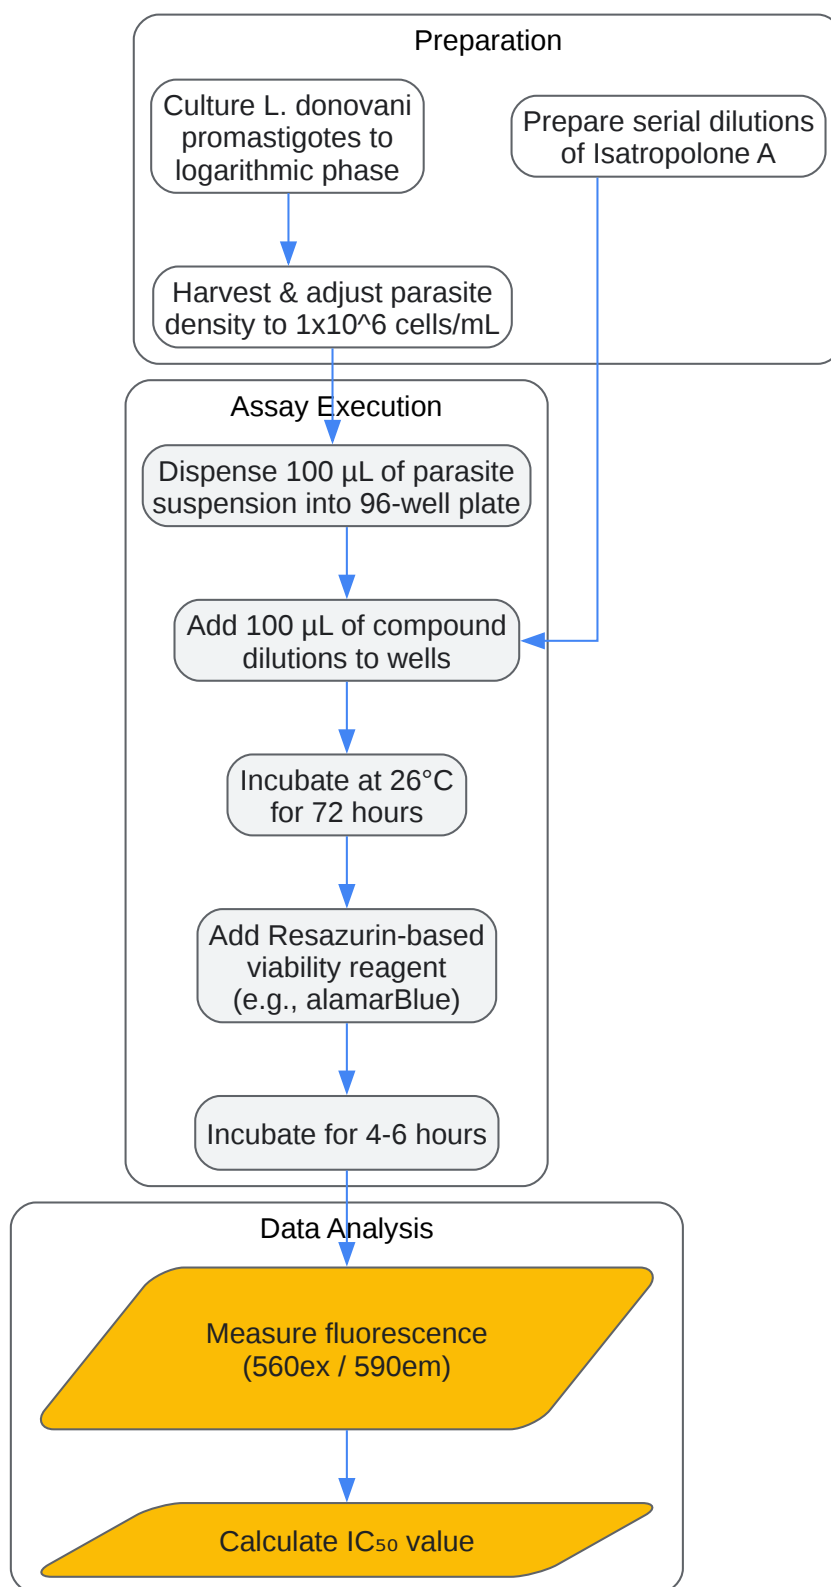 Preparation
Culture L. donovani
promastigotes to
logarithmic phase
Prepare serial dilutions
of Isatropolone A
Harvest & adjust parasite
density to 1x10^6 cells/mL
Assay Execution
Dispense 100 µL of parasite
suspension into 96-well plate
Add 100 µL of compound
dilutions to wells
Incubate at 26°C
for 72 hours
Add Resazurin-based
viability reagent
(e.g., alamarBlue)
Incubate for 4-6 hours
Data Analysis
Measure fluorescence
(560ex / 590em)
Calculate IC₅₀ value